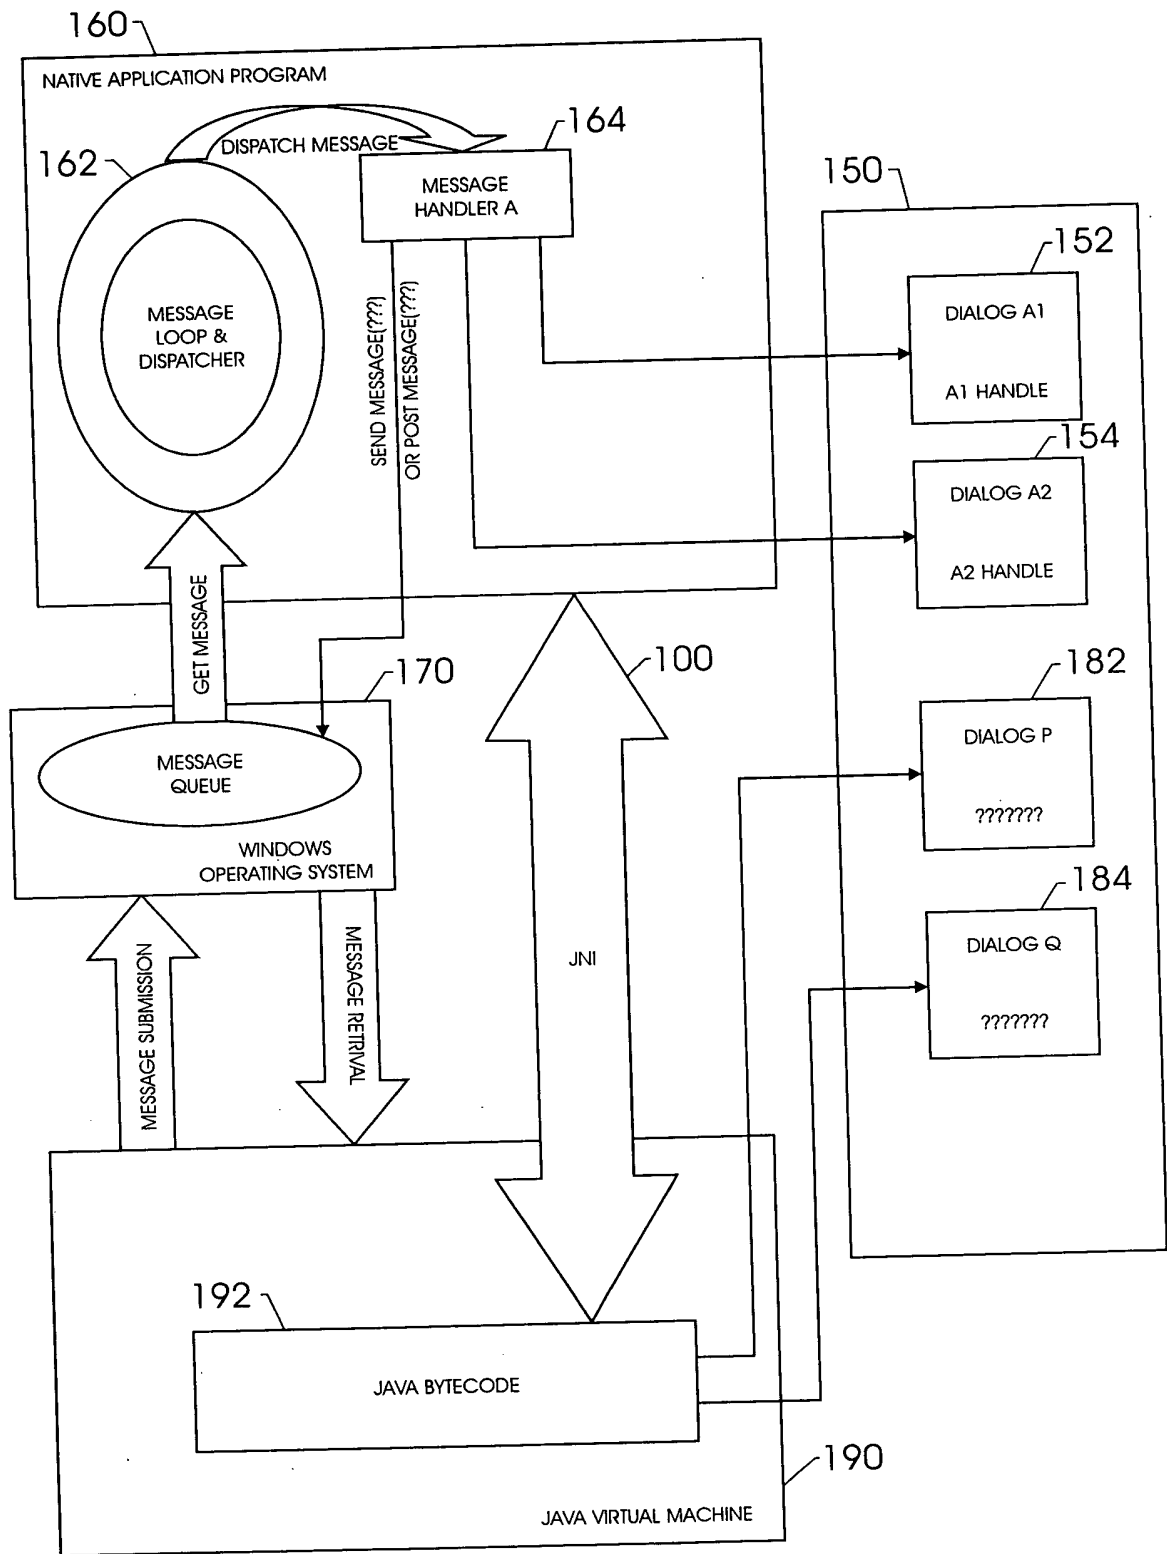 160
NATIVE APPLICATION PROGRAM
DISPATCH MESSAGE
164
162
MESSAGE
HANDLER A
150
152
DIALOG A1
A1 HANDLE
MESSAGE
LOOP &
DISPATCHER
SEND MESSAGE(???)
OR POST MESSAGE(???)
154
DIALOG A2
A2 HANDLE
GET MESSAGE
100
170
182
DIALOG P
???????
MESSAGE
QUEUE
WINDOWS
OPERATING SYSTEM
184
DIALOG Q
???????
MESSAGE SUBMISSION
MESSAGE RETRIVAL
JNI
192
JAVA BYTECODE
190
JAVA VIRTUAL MACHINE